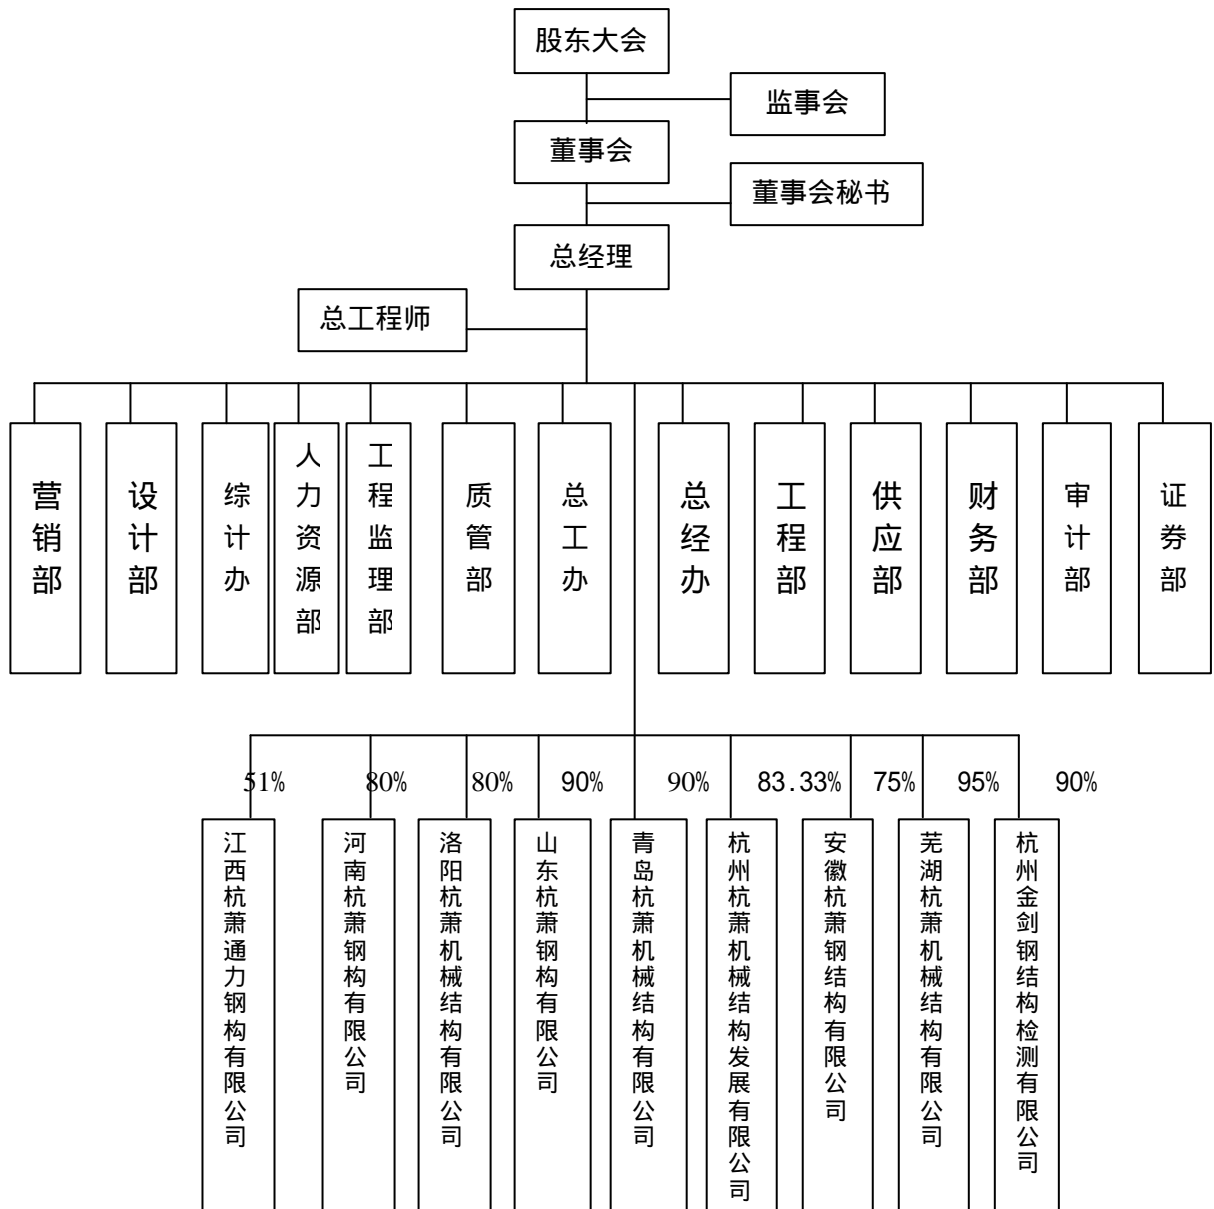 股东大会
监事会
董事会
董事会秘书
总经理
总工程师
营销部
设计部
综计办
人力资源部
工程监理部
质管部
总工办
总经办
工程部
供应部
财务部
审计部
证券部
51%
80%
80%
90%
90%
83.33%
75%
95%
90%
江西杭萧通力钢构有限公司
河南杭萧钢构有限公司
洛阳杭萧机械结构有限公司
山东杭萧钢构有限公司
青岛杭萧机械结构有限公司
杭州杭萧机械结构发展有限公司
安徽杭萧钢结构有限公司
芜湖杭萧机械结构有限公司
杭州金剑钢结构检测有限公司